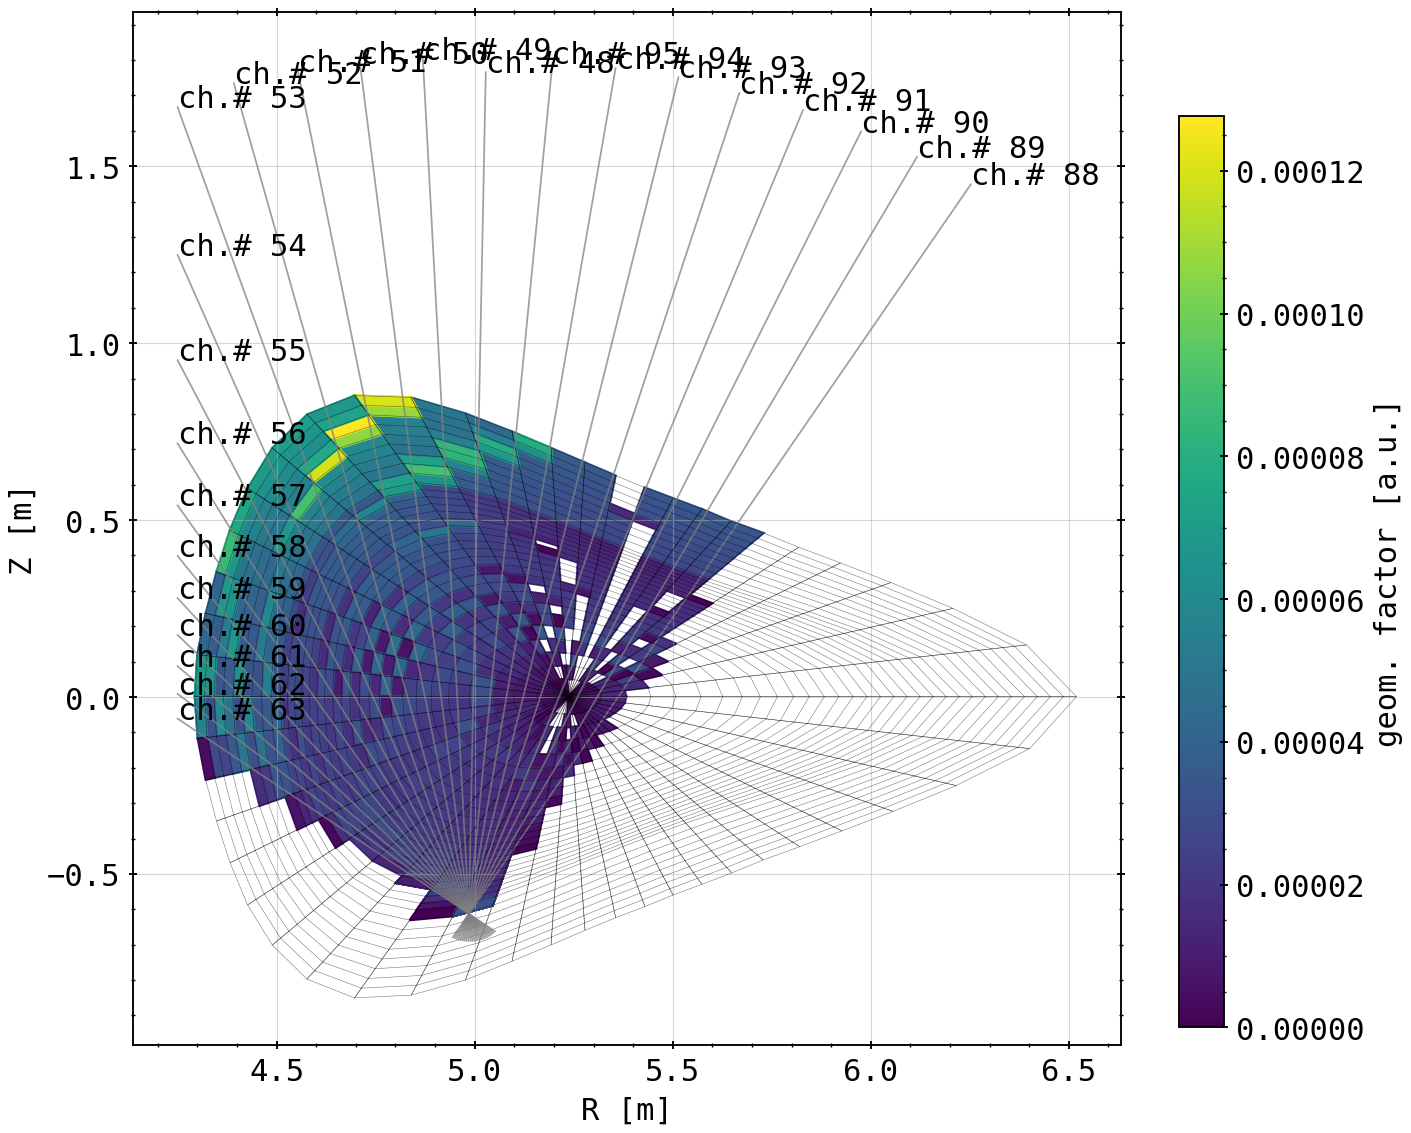 ch.# 49
ch.# 50
ch.# 95
ch.# 51
ch.# 48
ch.# 94
ch.# 52
ch.# 93
ch.# 53
ch.# 92
ch.# 91
ch.# 90
ch.# 89
ch.# 88
ch.# 54
ch.# 55
ch.# 56
ch.# 57
ch.# 58
ch.# 59
ch.# 60
ch.# 61
ch.# 62
ch.# 63
1.5
1.0
0.5
0.0
−0.5
Z [m]
4.5
5.0
5.5
6.0
6.5
R [m]
0.00012
0.00010
0.00008
0.00006
0.00004
0.00002
0.00000
geom. factor [a.u.]